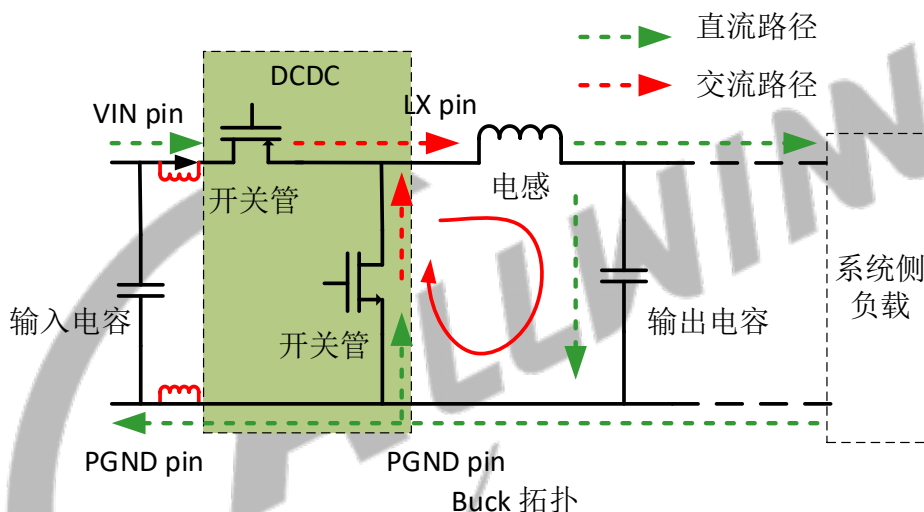 直流路径
DCDC
交流路径
VIN pin
LX pin
开关管
电感
系统侧
负载
输入电容
开关管
输出电容
PGND pin
PGND pin
Buck 拓扑
ALLWINN